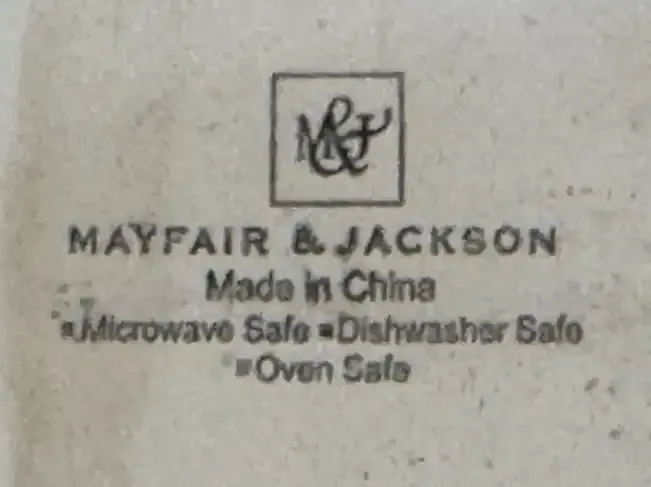 M&J
MAYFAIR & JACKSON
Made in China
▪Microwave Safe ▪Dishwasher Safe
▪Oven Safe